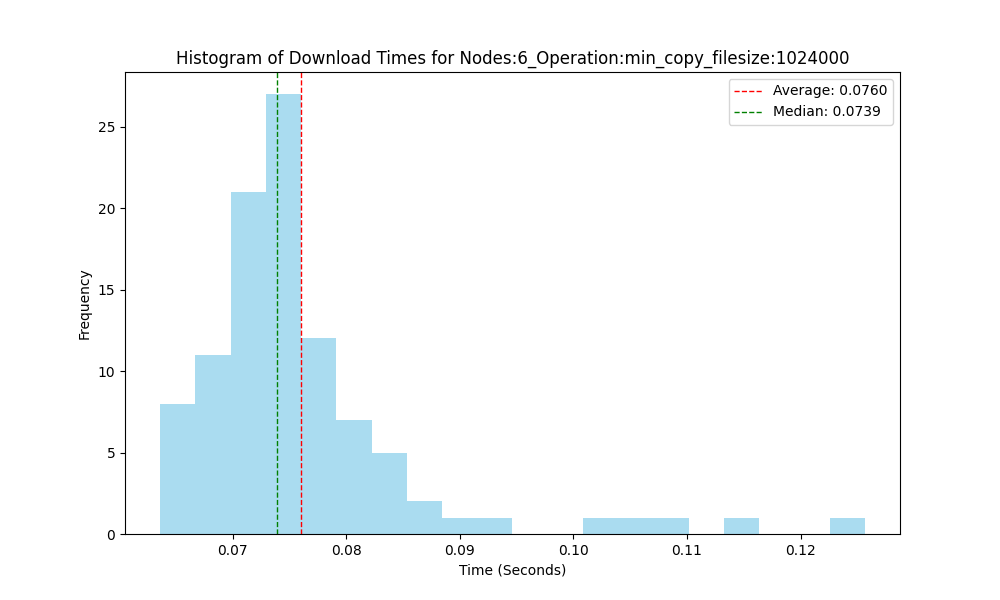 Histogram of Download Times for Nodes:6_Operation:min_copy_filesize:1024000
Average: 0.0760
Median: 0.0739
25
20
15
10
5
0
Frequency
0.07 0.08 0.09 0.10 0.11 0.12
Time (Seconds)